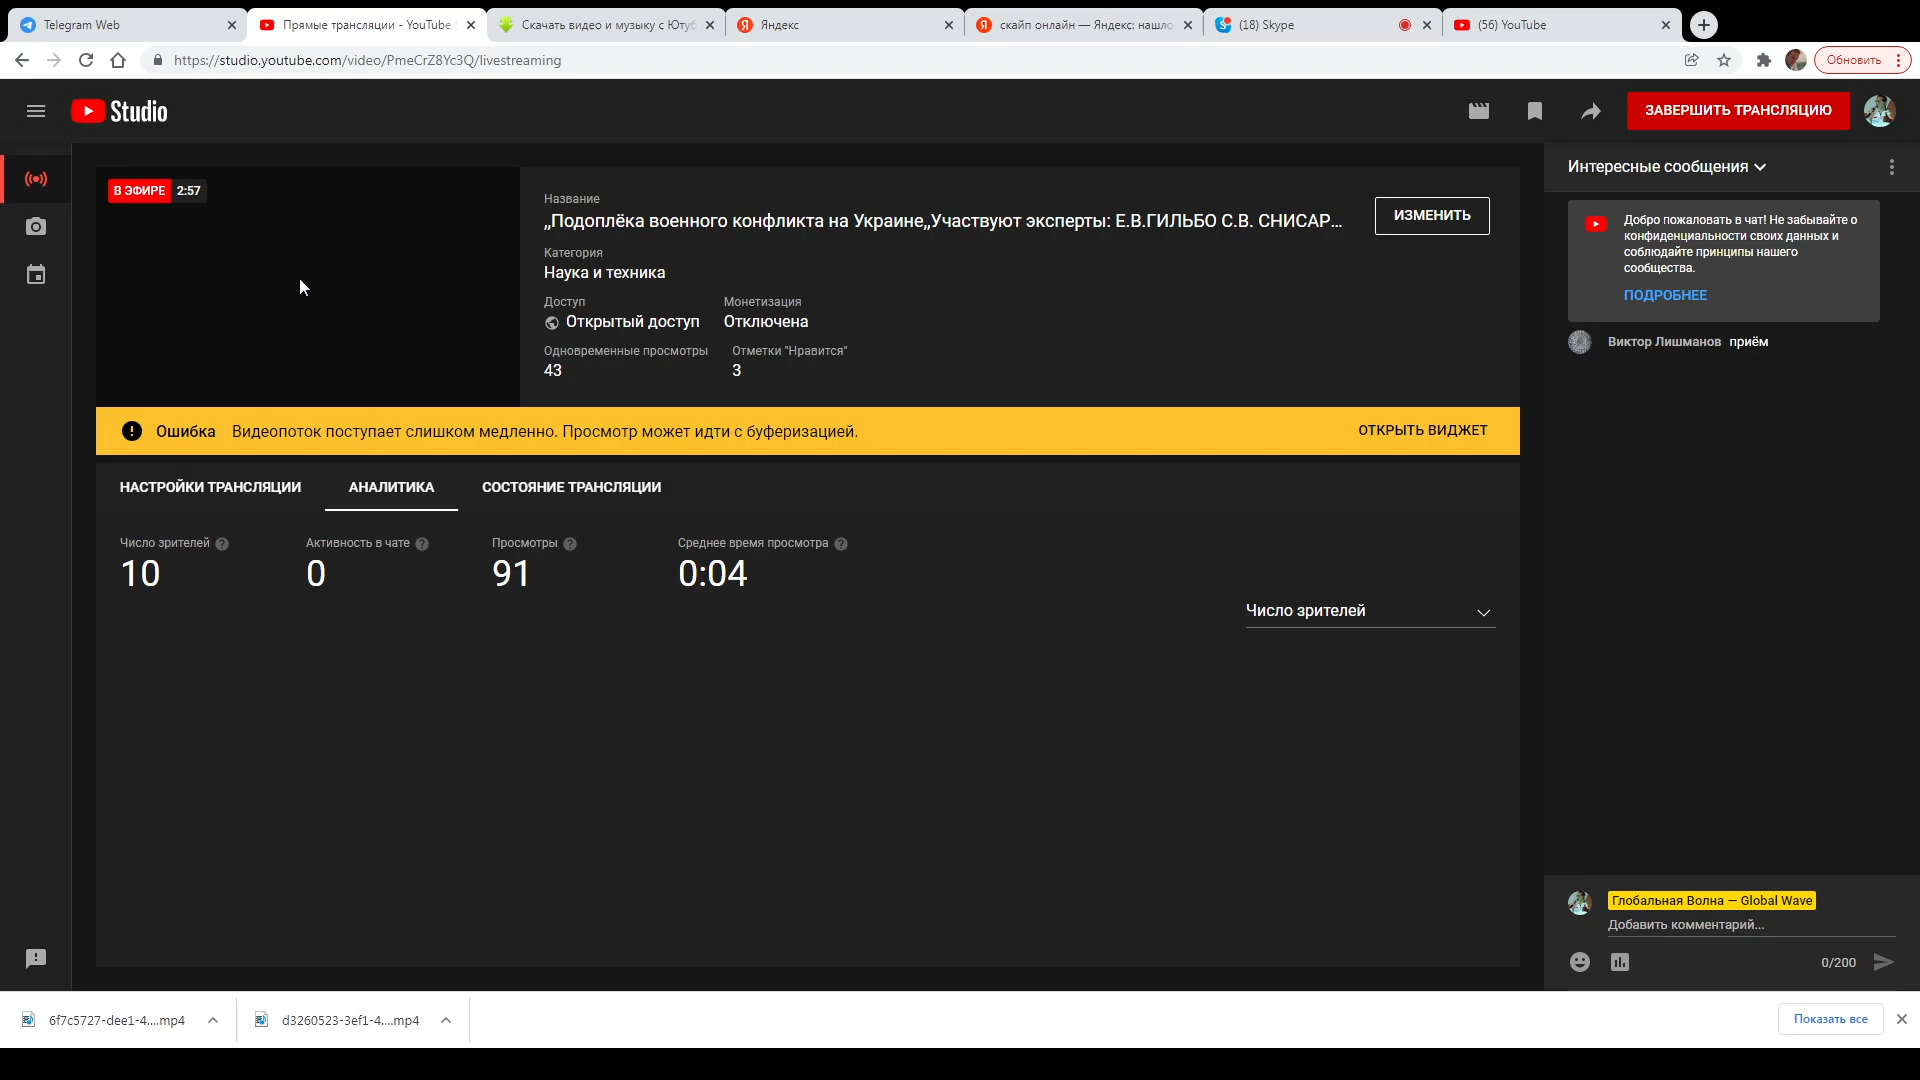 Telegram Web
Прямые трансляции - YouTube S
Скачать видео и музыку с Ютуб
Яндекс
скайп онлайн — Яндекс: нашло
(18) Skype
(56) YouTube
https://studio.youtube.com/video/PmeCrZ8Yc3Q/livestreaming
Обновить
Studio
ЗАВЕРШИТЬ ТРАНСЛЯЦИЮ
В ЭФИРЕ 2:57
Название
„Подоплёка военного конфликта на Украине„Участвуют эксперты: Е.В.ГИЛЬБО С.В. СНИСАР...
ИЗМЕНИТЬ
Категория
Наука и техника
Доступ Монетизация
Открытый доступ Отключена
Одновременные просмотры Отметки "Нравится"
43 3
Ошибка Видеопоток поступает слишком медленно. Просмотр может идти с буферизацией.
ОТКРЫТЬ ВИДЖЕТ
НАСТРОЙКИ ТРАНСЛЯЦИИ АНАЛИТИКА СОСТОЯНИЕ ТРАНСЛЯЦИИ
Число зрителей Активность в чате Просмотры Среднее время просмотра
10 0 91 0:04
Число зрителей
Интересные сообщения
Добро пожаловать в чат! Не забывайте о
конфиденциальности своих данных и
соблюдайте принципы нашего
сообщества.
ПОДРОБНЕЕ
Виктор Лишманов приём
Глобальная Волна — Global Wave
Добавить комментарий...
0/200
6f7c5727-dee1-4....mp4
d3260523-3ef1-4....mp4
Показать все